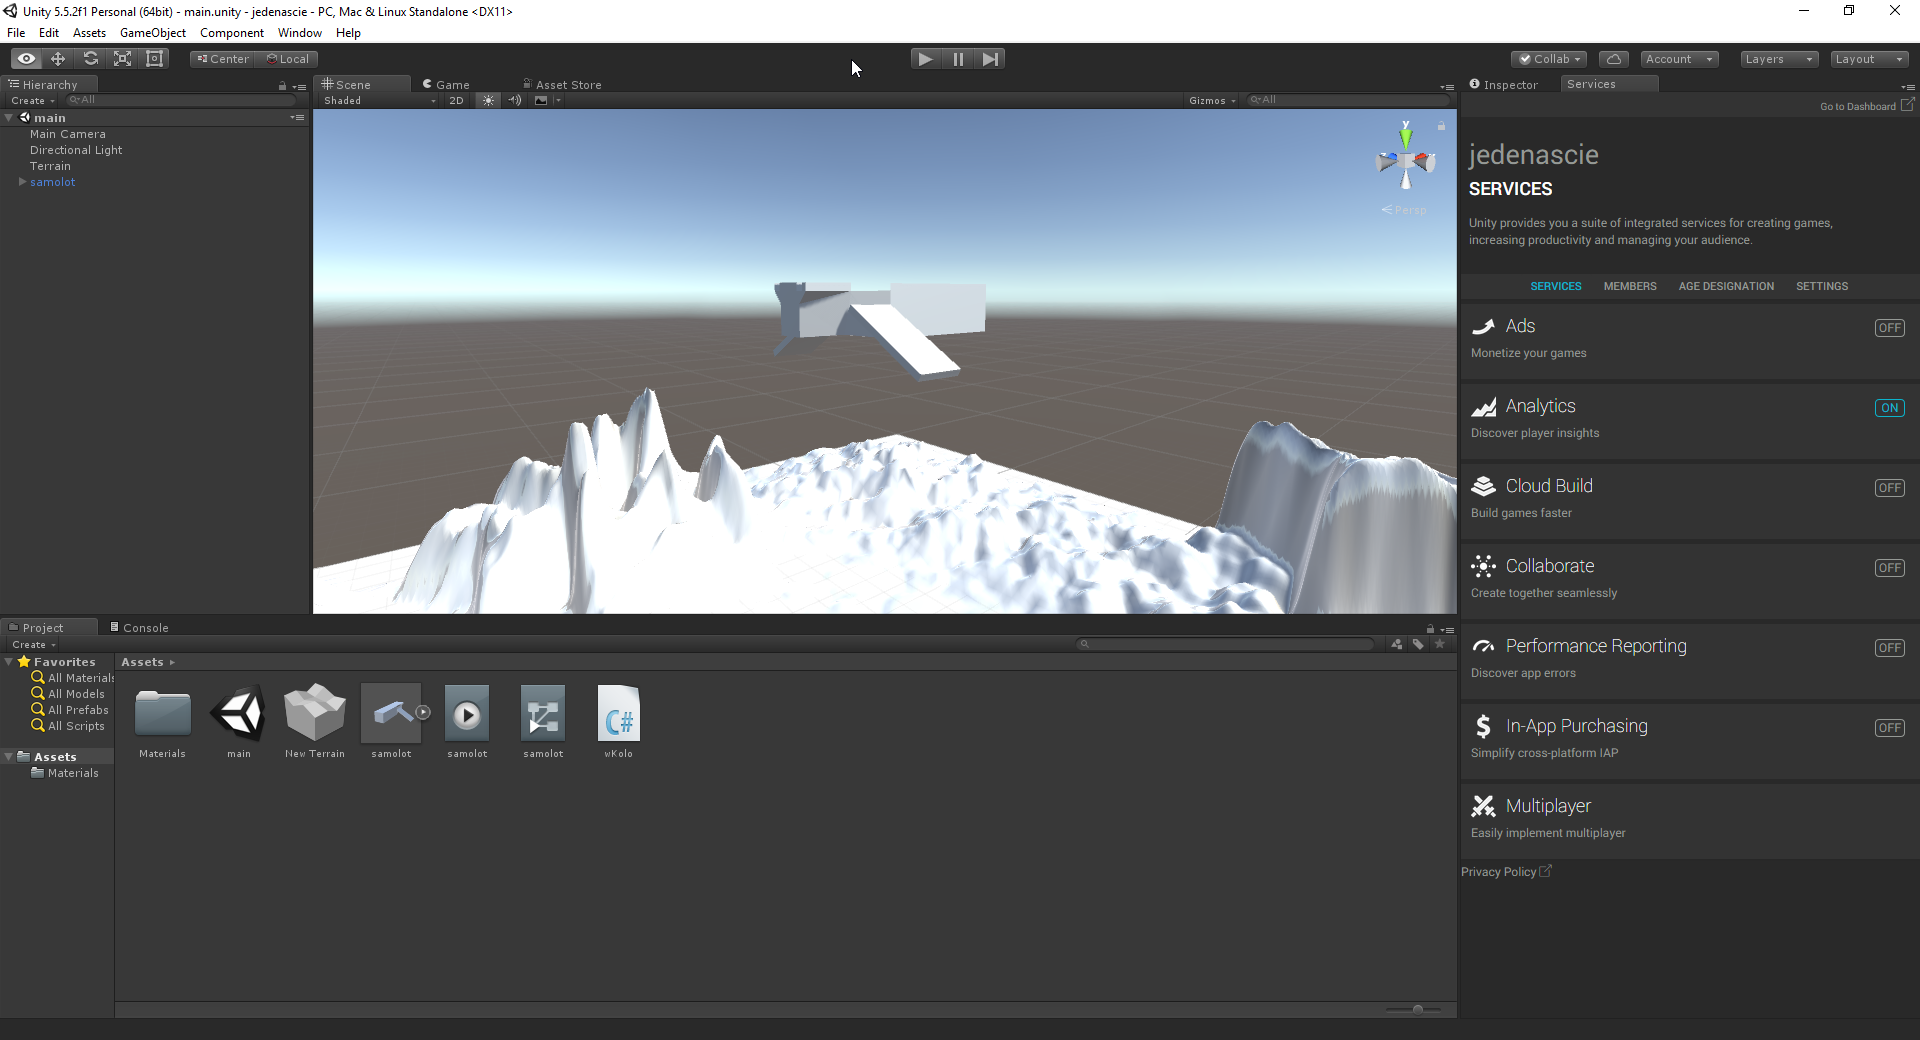 Unity 5.5.2f1 Personal (64bit) - main.unity - jedenascie - PC, Mac & Linux Standalone <DX11>
File Edit Assets GameObject Component Window Help
Center Local
Collab Account Layers Layout
Hierarchy
Create All
main
Main Camera
Directional Light
Terrain
samolot
Scene Game Asset Store
Shaded 2D Gizmos All
y
Persp
Inspector Services
Go to Dashboard
jedenascie
SERVICES
Unity provides you a suite of integrated services for creating games,
increasing productivity and managing your audience.
SERVICES MEMBERS AGE DESIGNATION SETTINGS
Ads OFF
Monetize your games
Analytics ON
Discover player insights
Cloud Build OFF
Build games faster
Collaborate OFF
Create together seamlessly
Performance Reporting OFF
Discover app errors
In-App Purchasing OFF
Simplify cross-platform IAP
Multiplayer
Easily implement multiplayer
Privacy Policy
Project Console
Create
Favorites
All Materials
All Models
All Prefabs
All Scripts
Assets
Materials
Assets
C#
Materials main New Terrain samolot samolot samolot wKolo